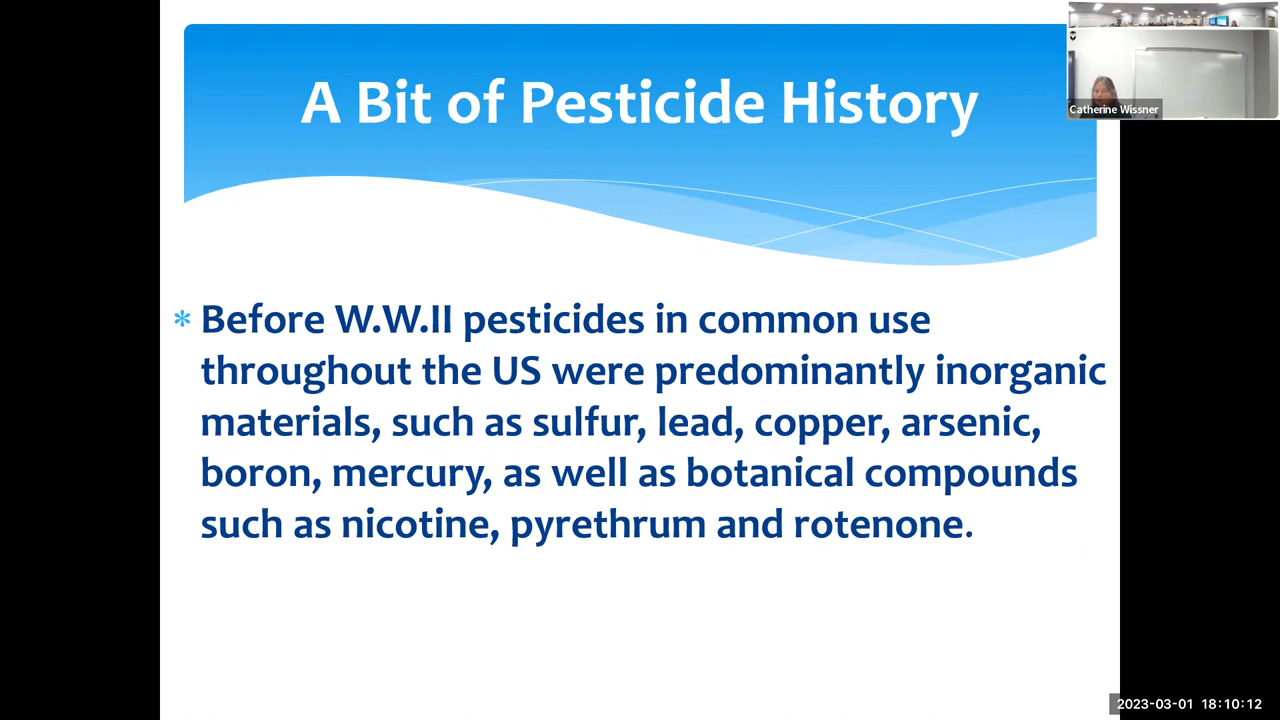 A Bit of Pesticide History
Catherine Wissner
* Before W.W.II pesticides in common use
throughout the US were predominantly inorganic
materials, such as sulfur, lead, copper, arsenic,
boron, mercury, as well as botanical compounds
such as nicotine, pyrethrum and rotenone.
2023-03-01 18:10:12